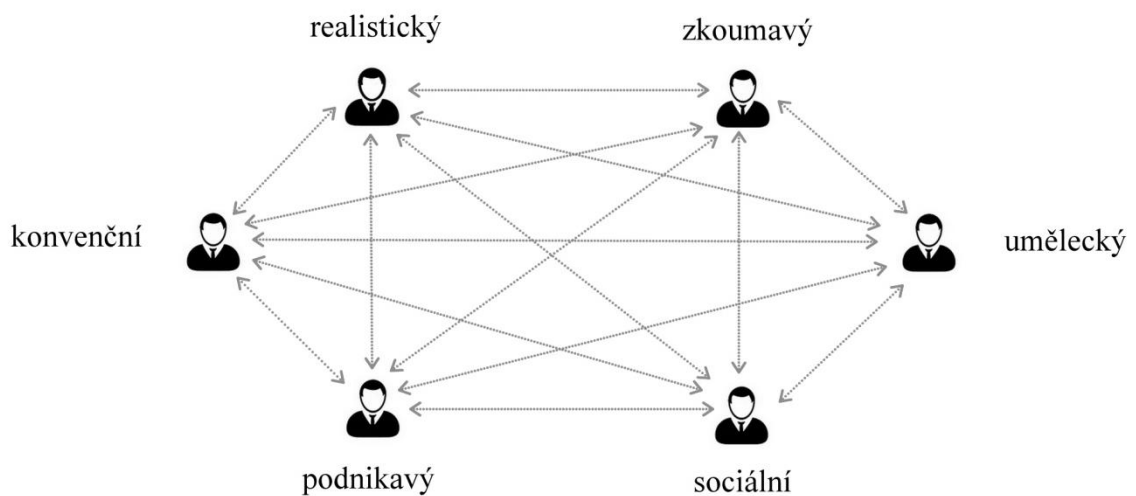 realistický
zkoumavý
konvenční
umělecký
podnikavý
sociální